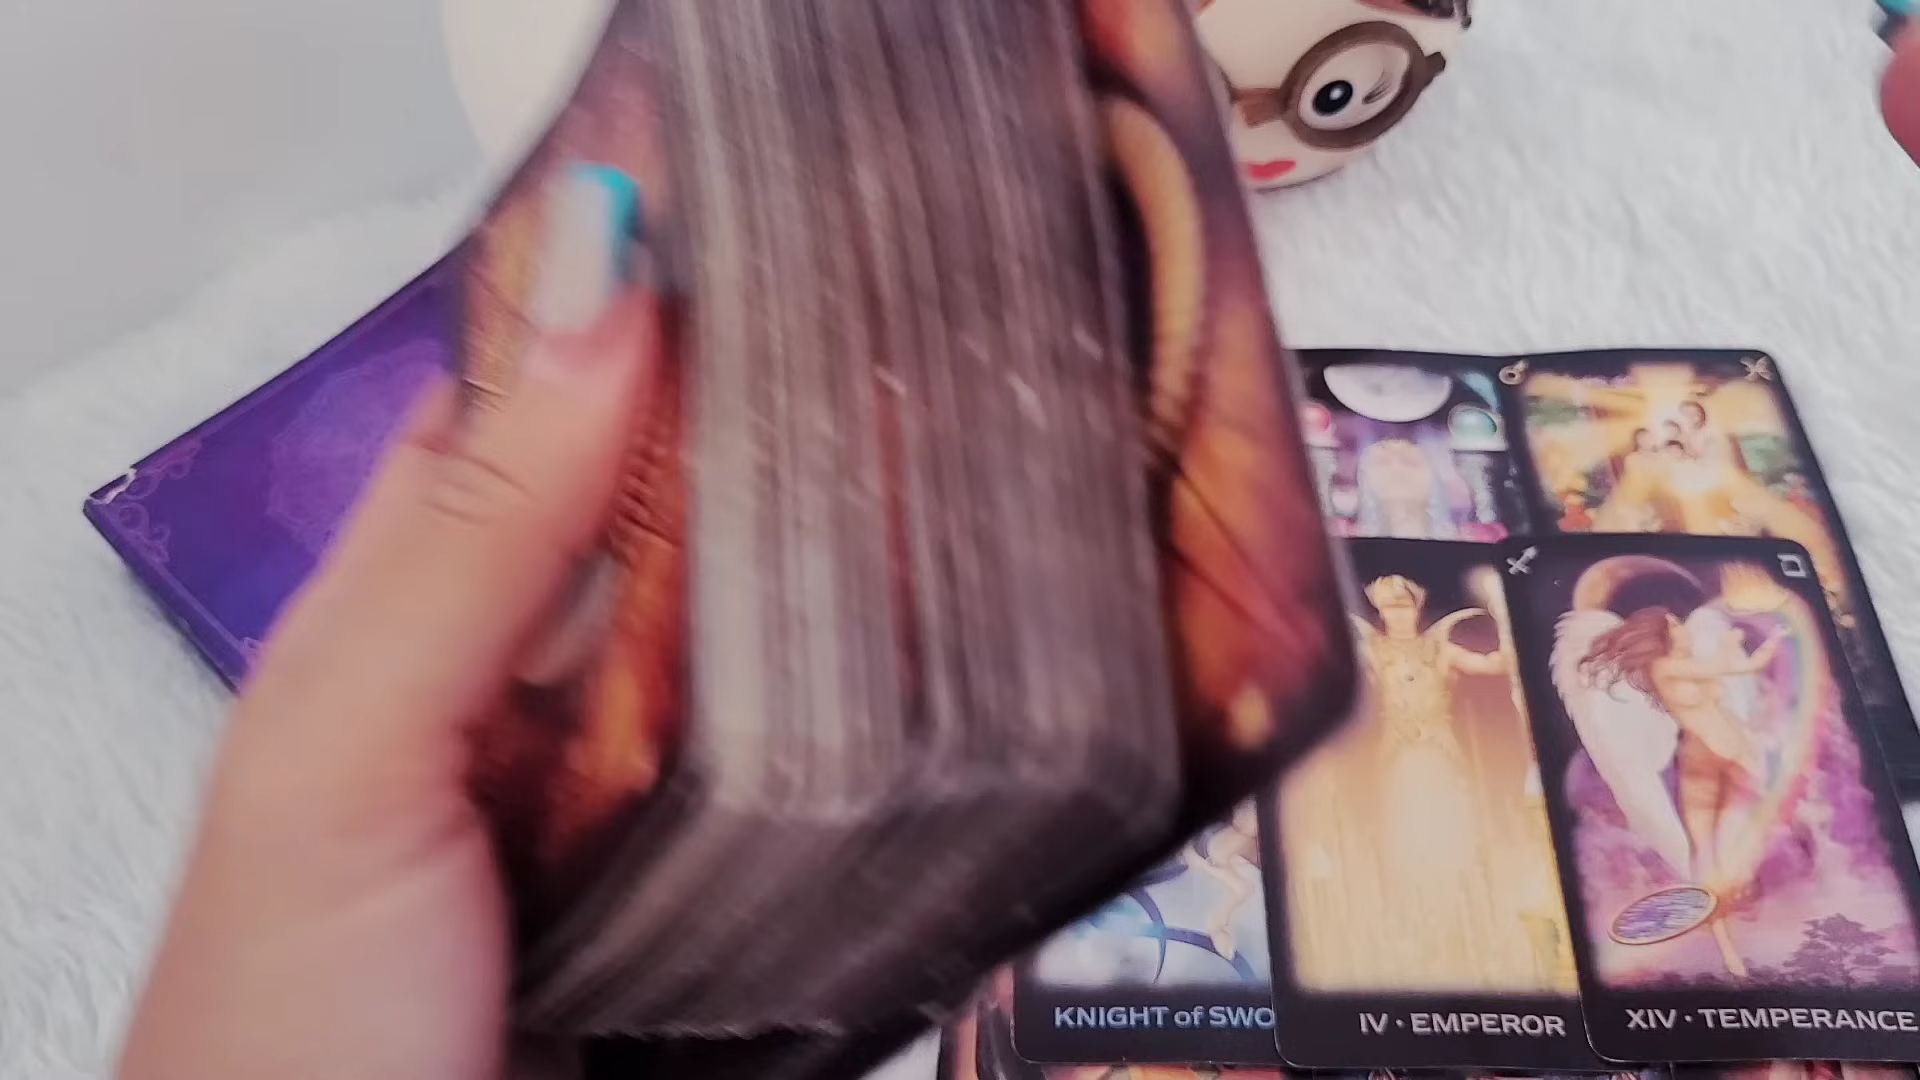 KNIGHT of SWO
IV • EMPEROR
XIV • TEMPERANCE